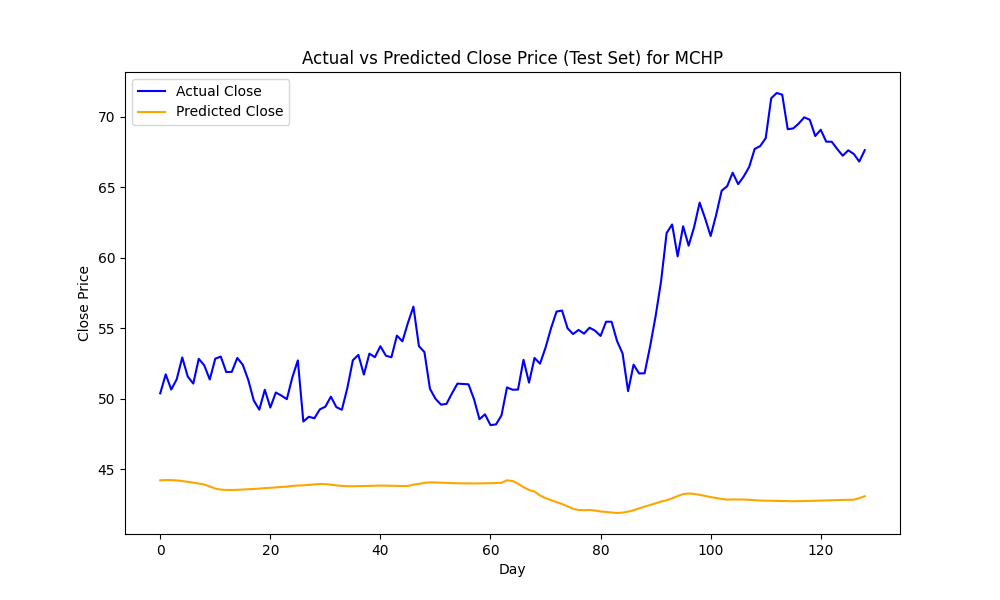 Actual vs Predicted Close Price (Test Set) for MCHP
Actual Close
Predicted Close
70
65
60
55
50
45
Close Price
0 20 40 60 80 100 120
Day